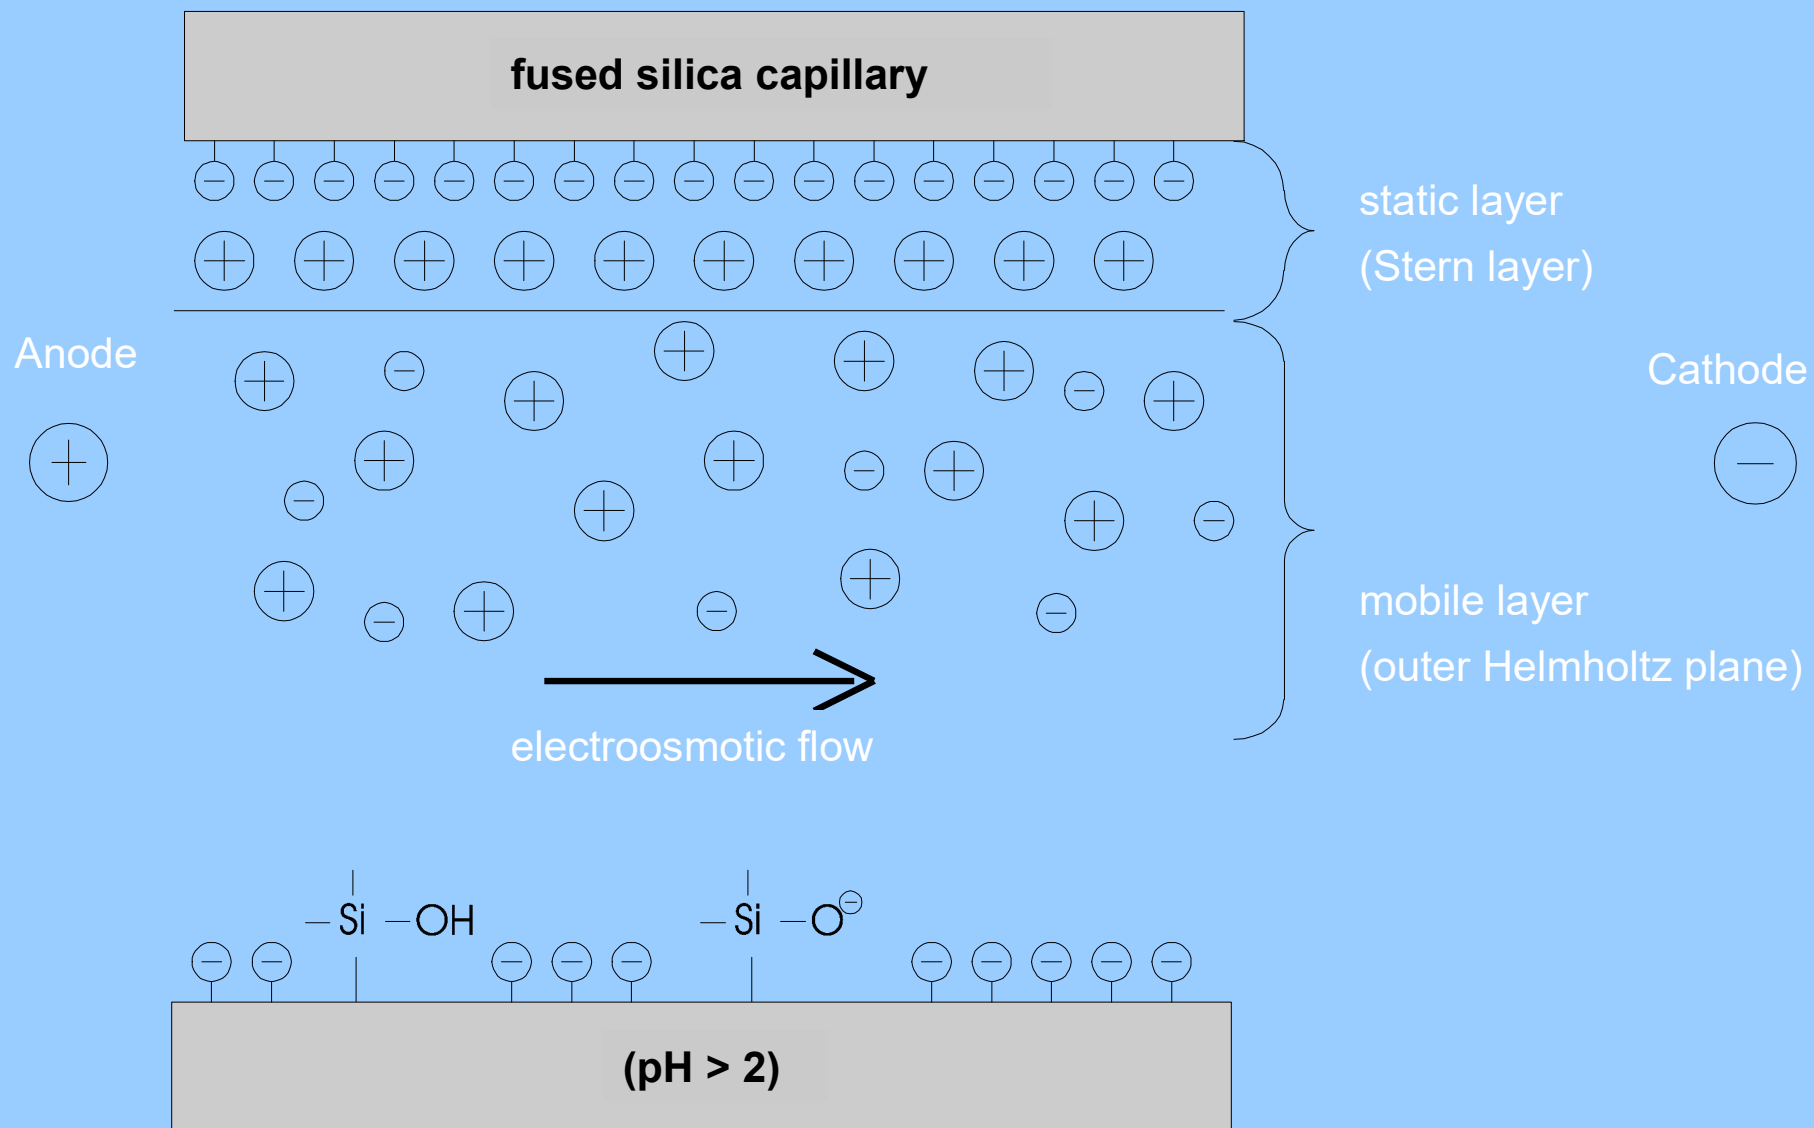 fused silica capillary
static layer
(Stern layer)
Anode
Cathode
mobile layer
(outer Helmholtz plane)
electroosmotic flow
Si OH
Si O⊖
(pH > 2)